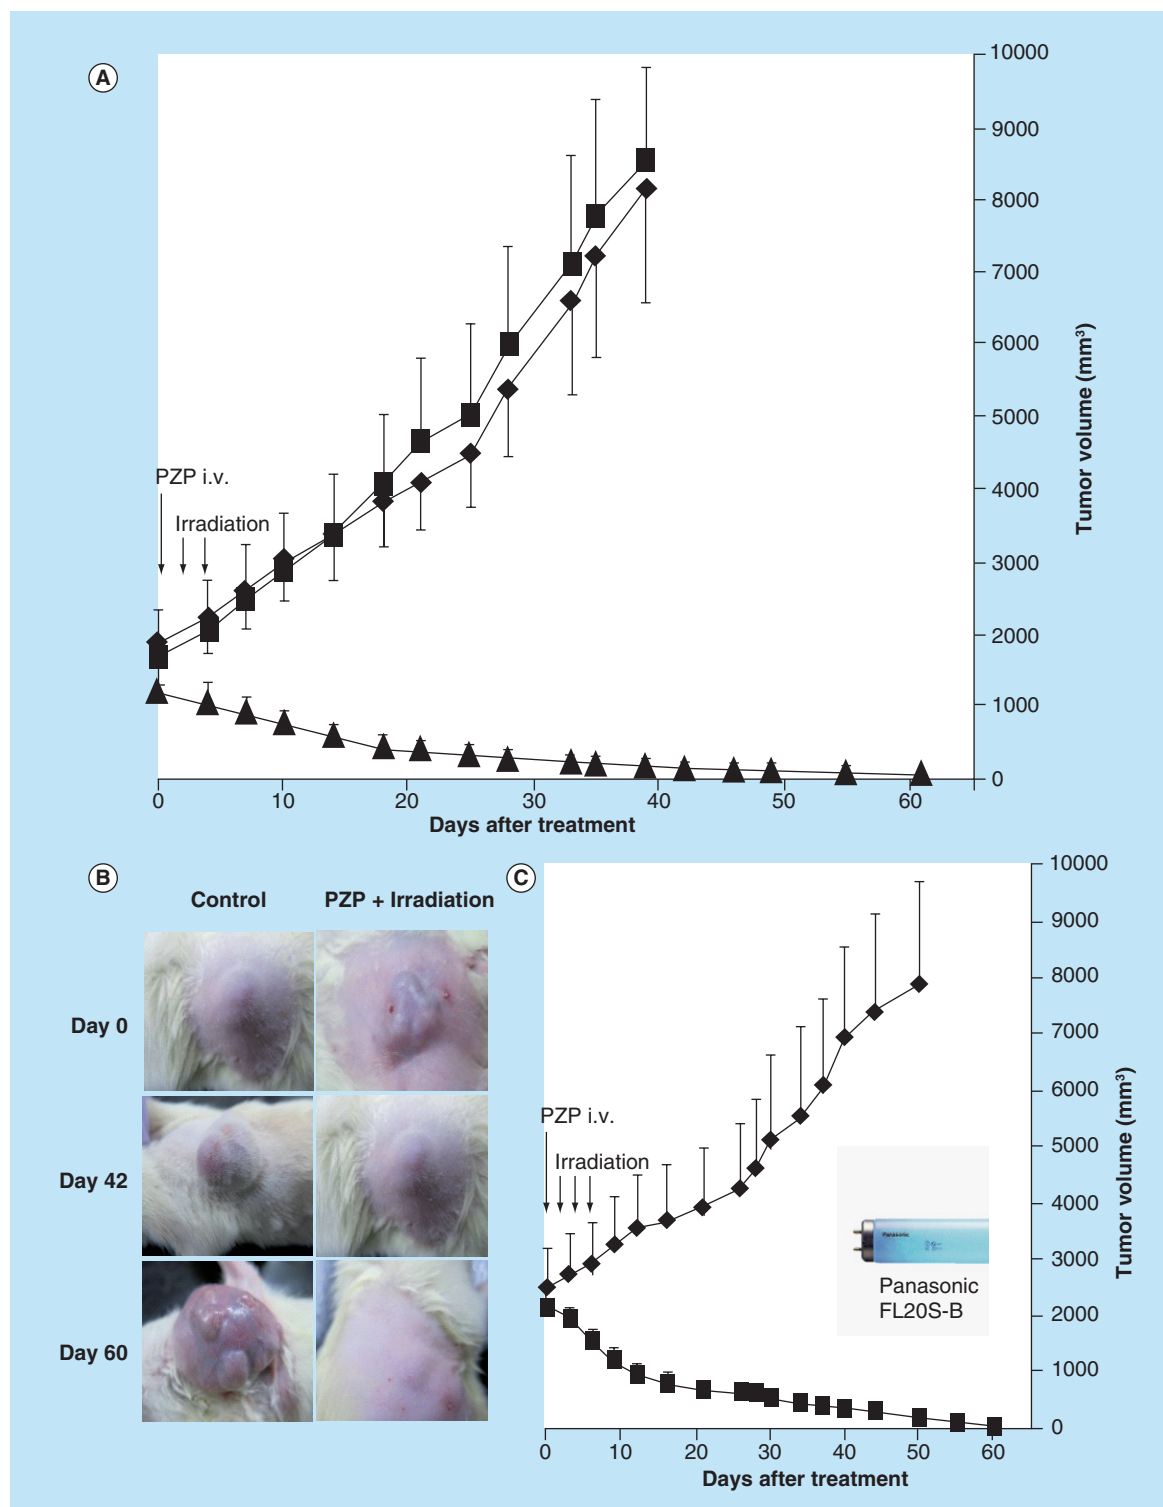 A
10000
9000
8000
7000
6000
5000
4000
3000
2000
1000
0
Tumor volume (mm³)
PZP i.v.
Irradiation
0 10 20 30 40 50 60
Days after treatment
B
Control PZP + Irradiation
Day 0
Day 42
Day 60
C
10000
9000
8000
7000
6000
5000
4000
3000
2000
1000
0
Tumor volume (mm³)
PZP i.v.
Irradiation
Panasonic
Panasonic
FL20S-B
0 10 20 30 40 50 60
Days after treatment